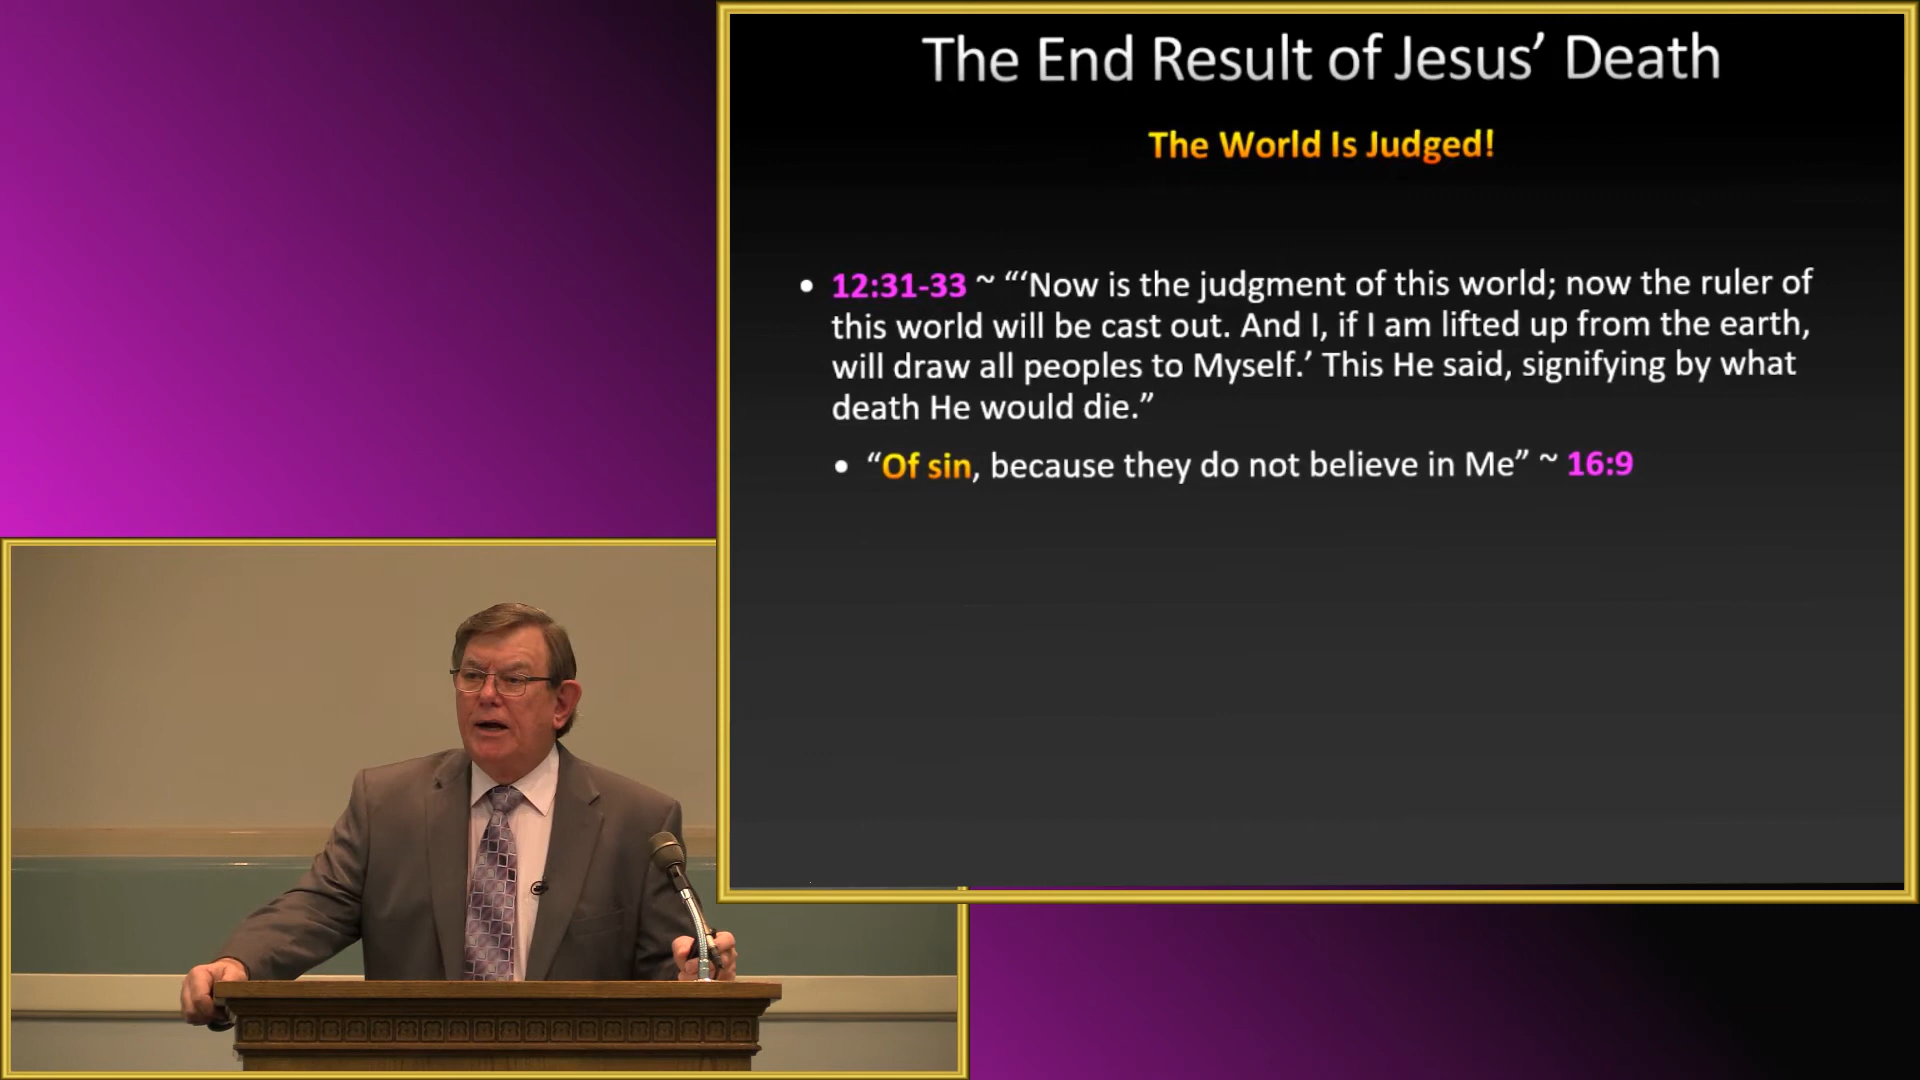 The End Result of Jesus’ Death
The World Is Judged!
• 12:31-33 ~ “‘Now is the judgment of this world; now the ruler of
this world will be cast out. And I, if I am lifted up from the earth,
will draw all peoples to Myself.’ This He said, signifying by what
death He would die.”
• “Of sin, because they do not believe in Me” ~ 16:9